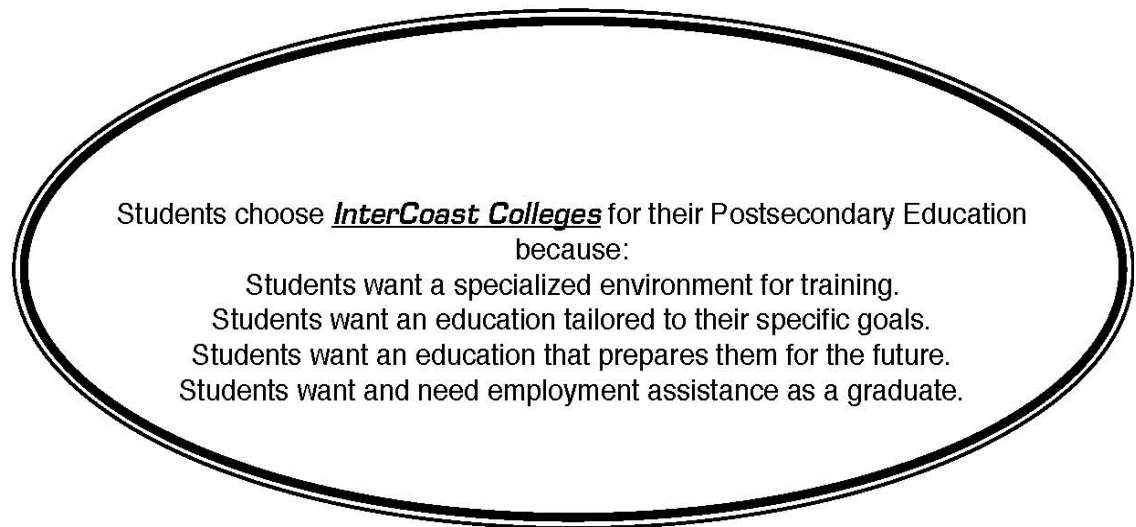 Students choose InterCoast Colleges for their Postsecondary Education
because:
Students want a specialized environment for training.
Students want an education tailored to their specific goals.
Students want an education that prepares them for the future.
Students want and need employment assistance as a graduate.